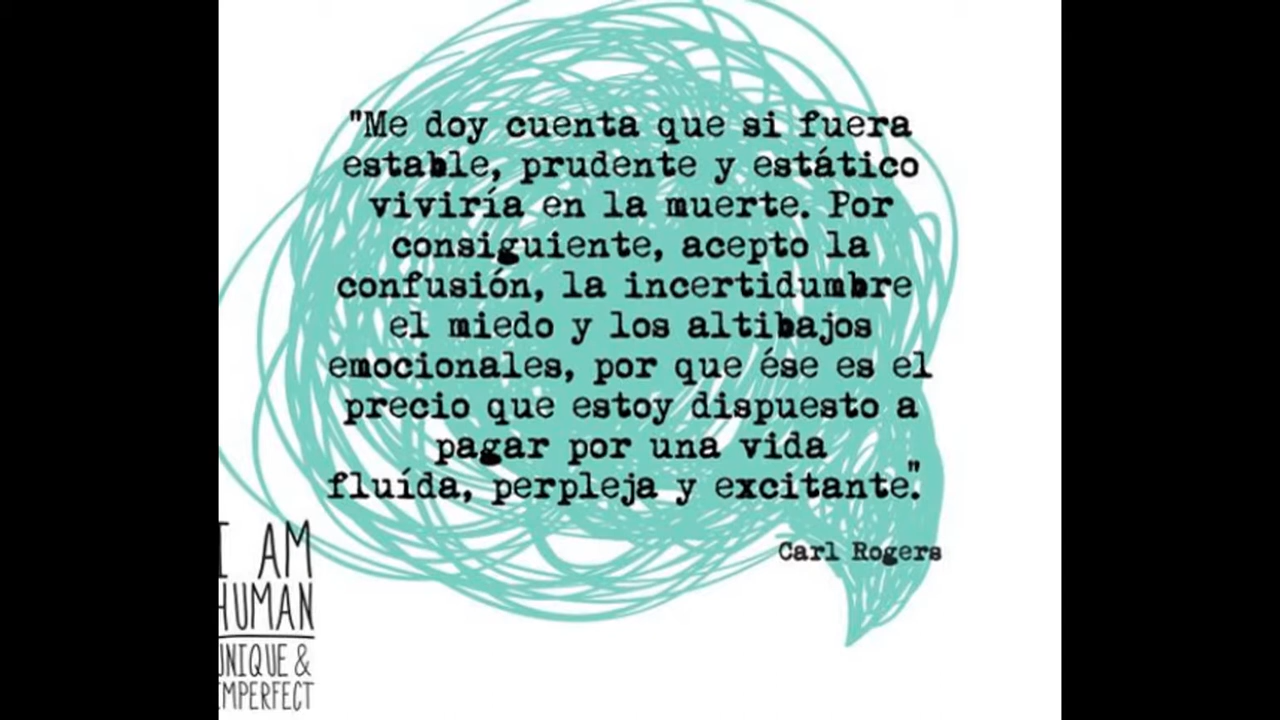 "Me doy cuenta que si fuera
estable, prudente y estático
viviría en la muerte. Por
consiguiente, acepto la
confusión, la incertidumbre
el miedo y los altibajos
emocionales, por que ése es el
precio que estoy dispuesto a
pagar por una vida
fluída, perpleja y excitante".
Carl Rogers
I AM
HUMAN
UNIQUE &
IMPERFECT